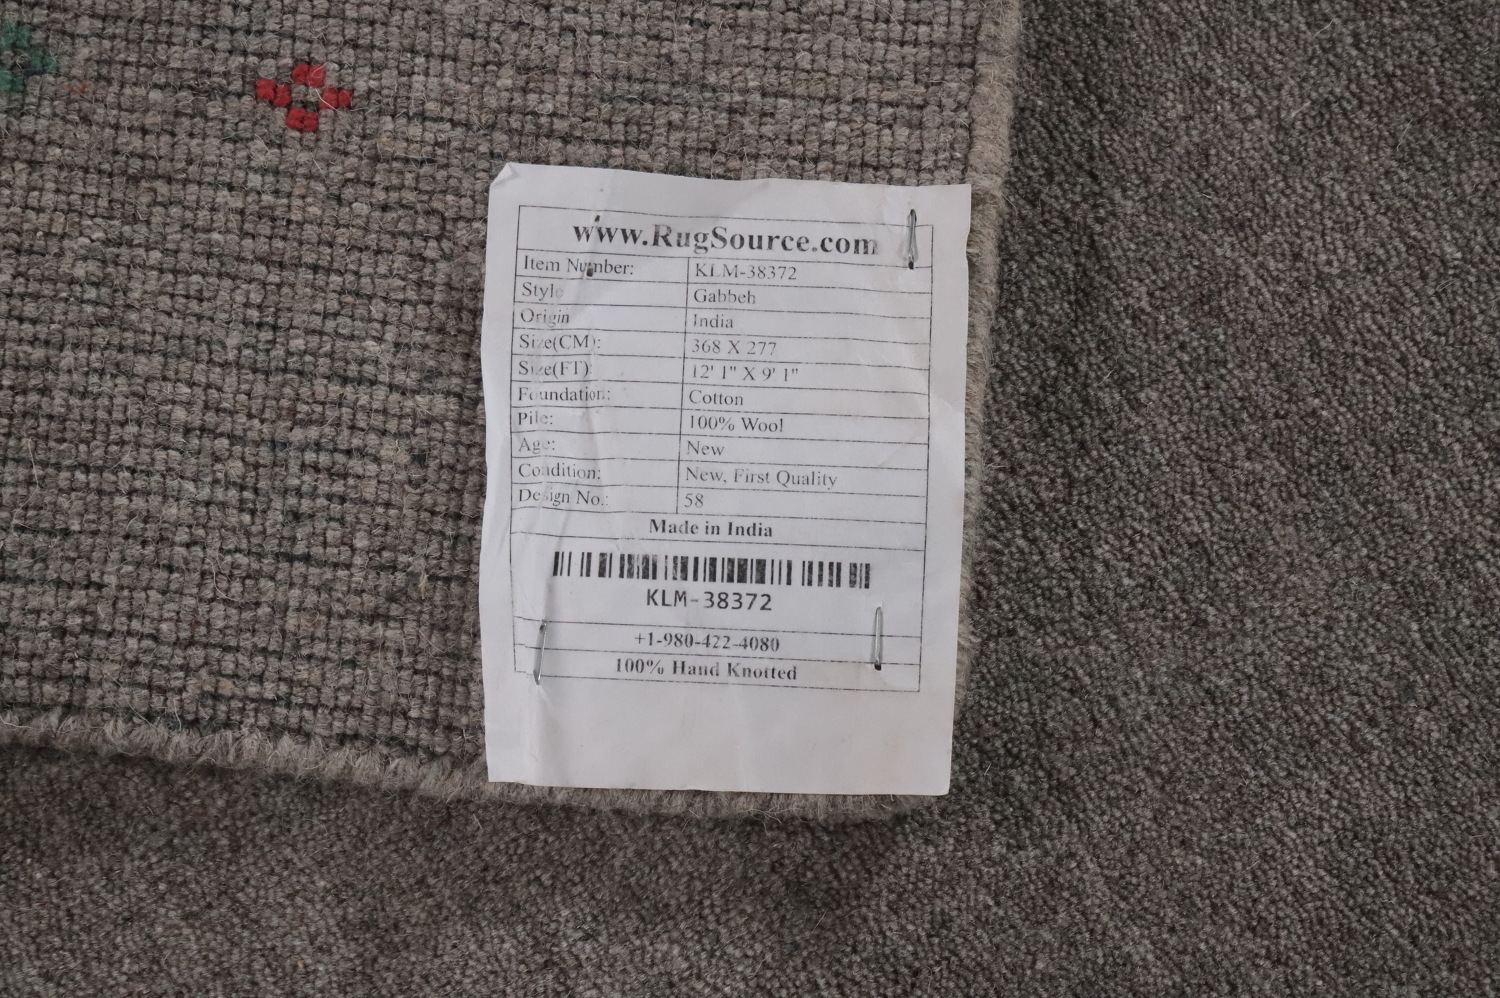 www.RugSource.com
Item Number: KLM-38372
Style Gabbeh
Origin India
Size(CM): 368 X 277
Size(FT): 12' 1" X 9' 1"
Foundation: Cotton
Pile: 100% Wool
Age: New
Condition: New, First Quality
Design No.: 58
Made in India
KLM-38372
+1-980-422-4080
100% Hand Knotted